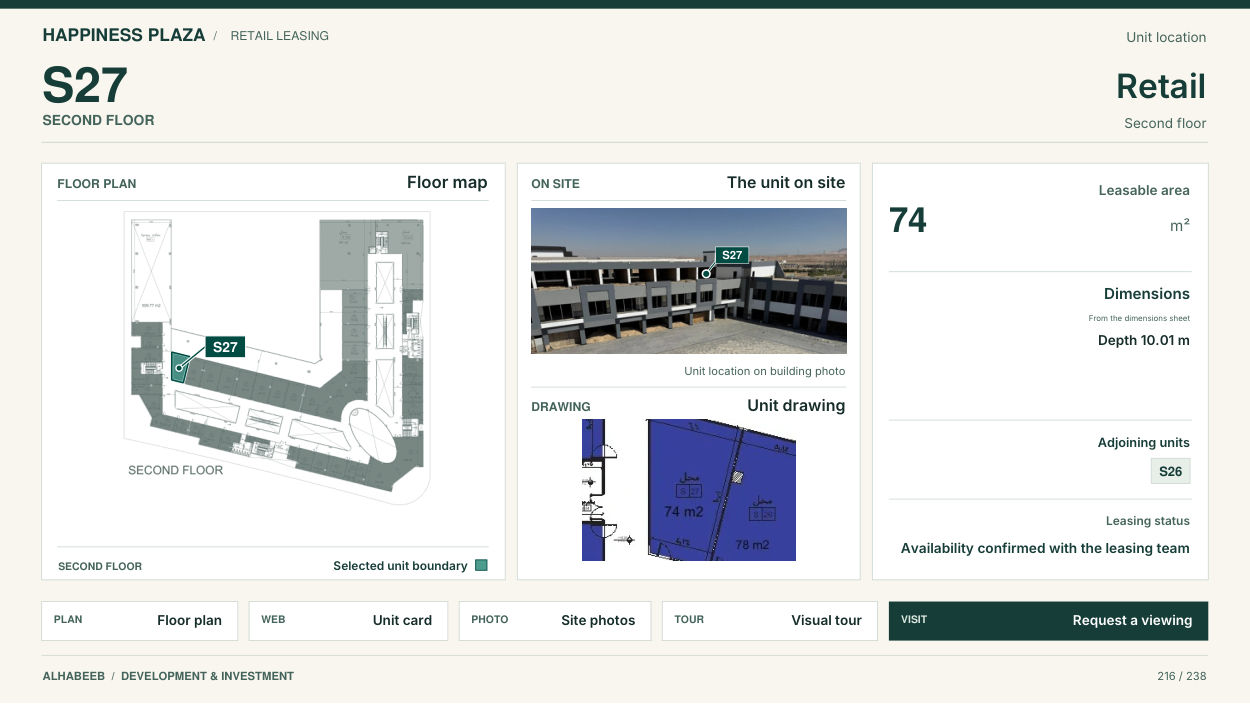 HAPPINESS PLAZA / RETAIL LEASING
Unit location
S27
Retail
SECOND FLOOR
Second floor
FLOOR PLAN
Floor map
S27
SECOND FLOOR
SECOND FLOOR
Selected unit boundary
ON SITE
The unit on site
S27
Unit location on building photo
DRAWING
Unit drawing
محل
S 27
74 m2
محل
S 26
78 m2
Leasable area
74
m²
Dimensions
From the dimensions sheet
Depth 10.01 m
Adjoining units
S26
Leasing status
Availability confirmed with the leasing team
PLAN
Floor plan
WEB
Unit card
PHOTO
Site photos
TOUR
Visual tour
VISIT
Request a viewing
ALHABEEB / DEVELOPMENT & INVESTMENT
216 / 238